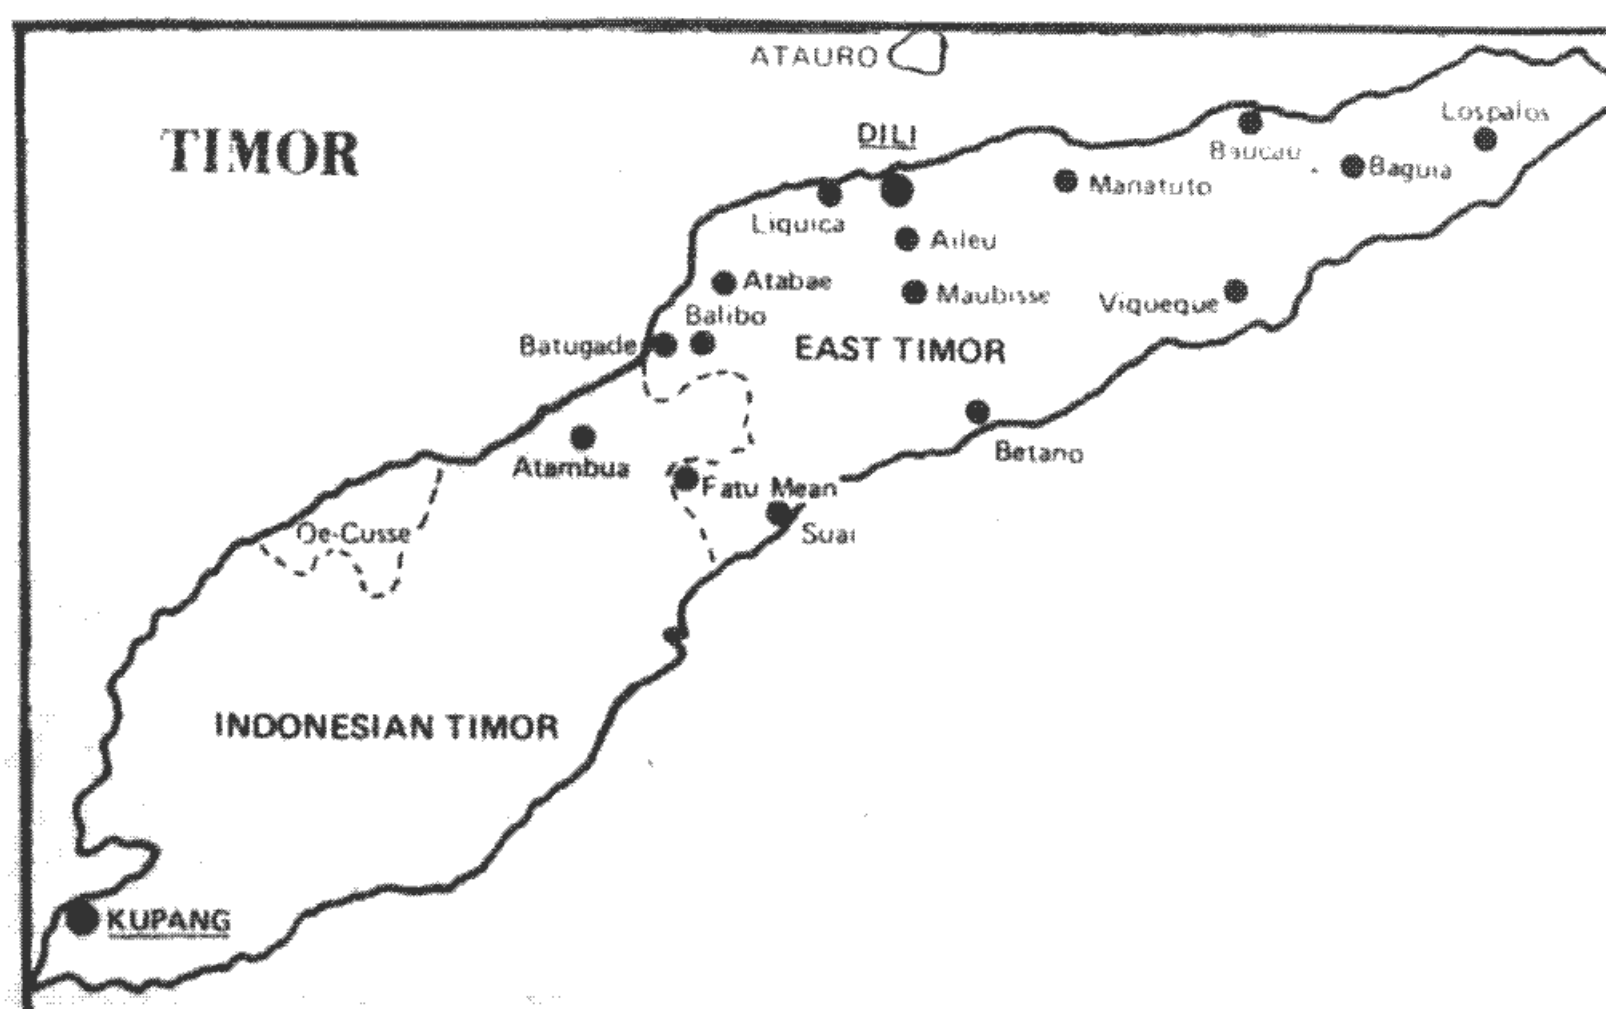 ATAURO
TIMOR
DILI
Lospalos
Baucau
Baguia
Manatuto
Liquica
Aileu
Atabae
Maubisse
Viqueque
Balibo
Batugade
EAST TIMOR
Betano
Atambua
Fatu Mean
Suai
Oe-Cusse
INDONESIAN TIMOR
KUPANG